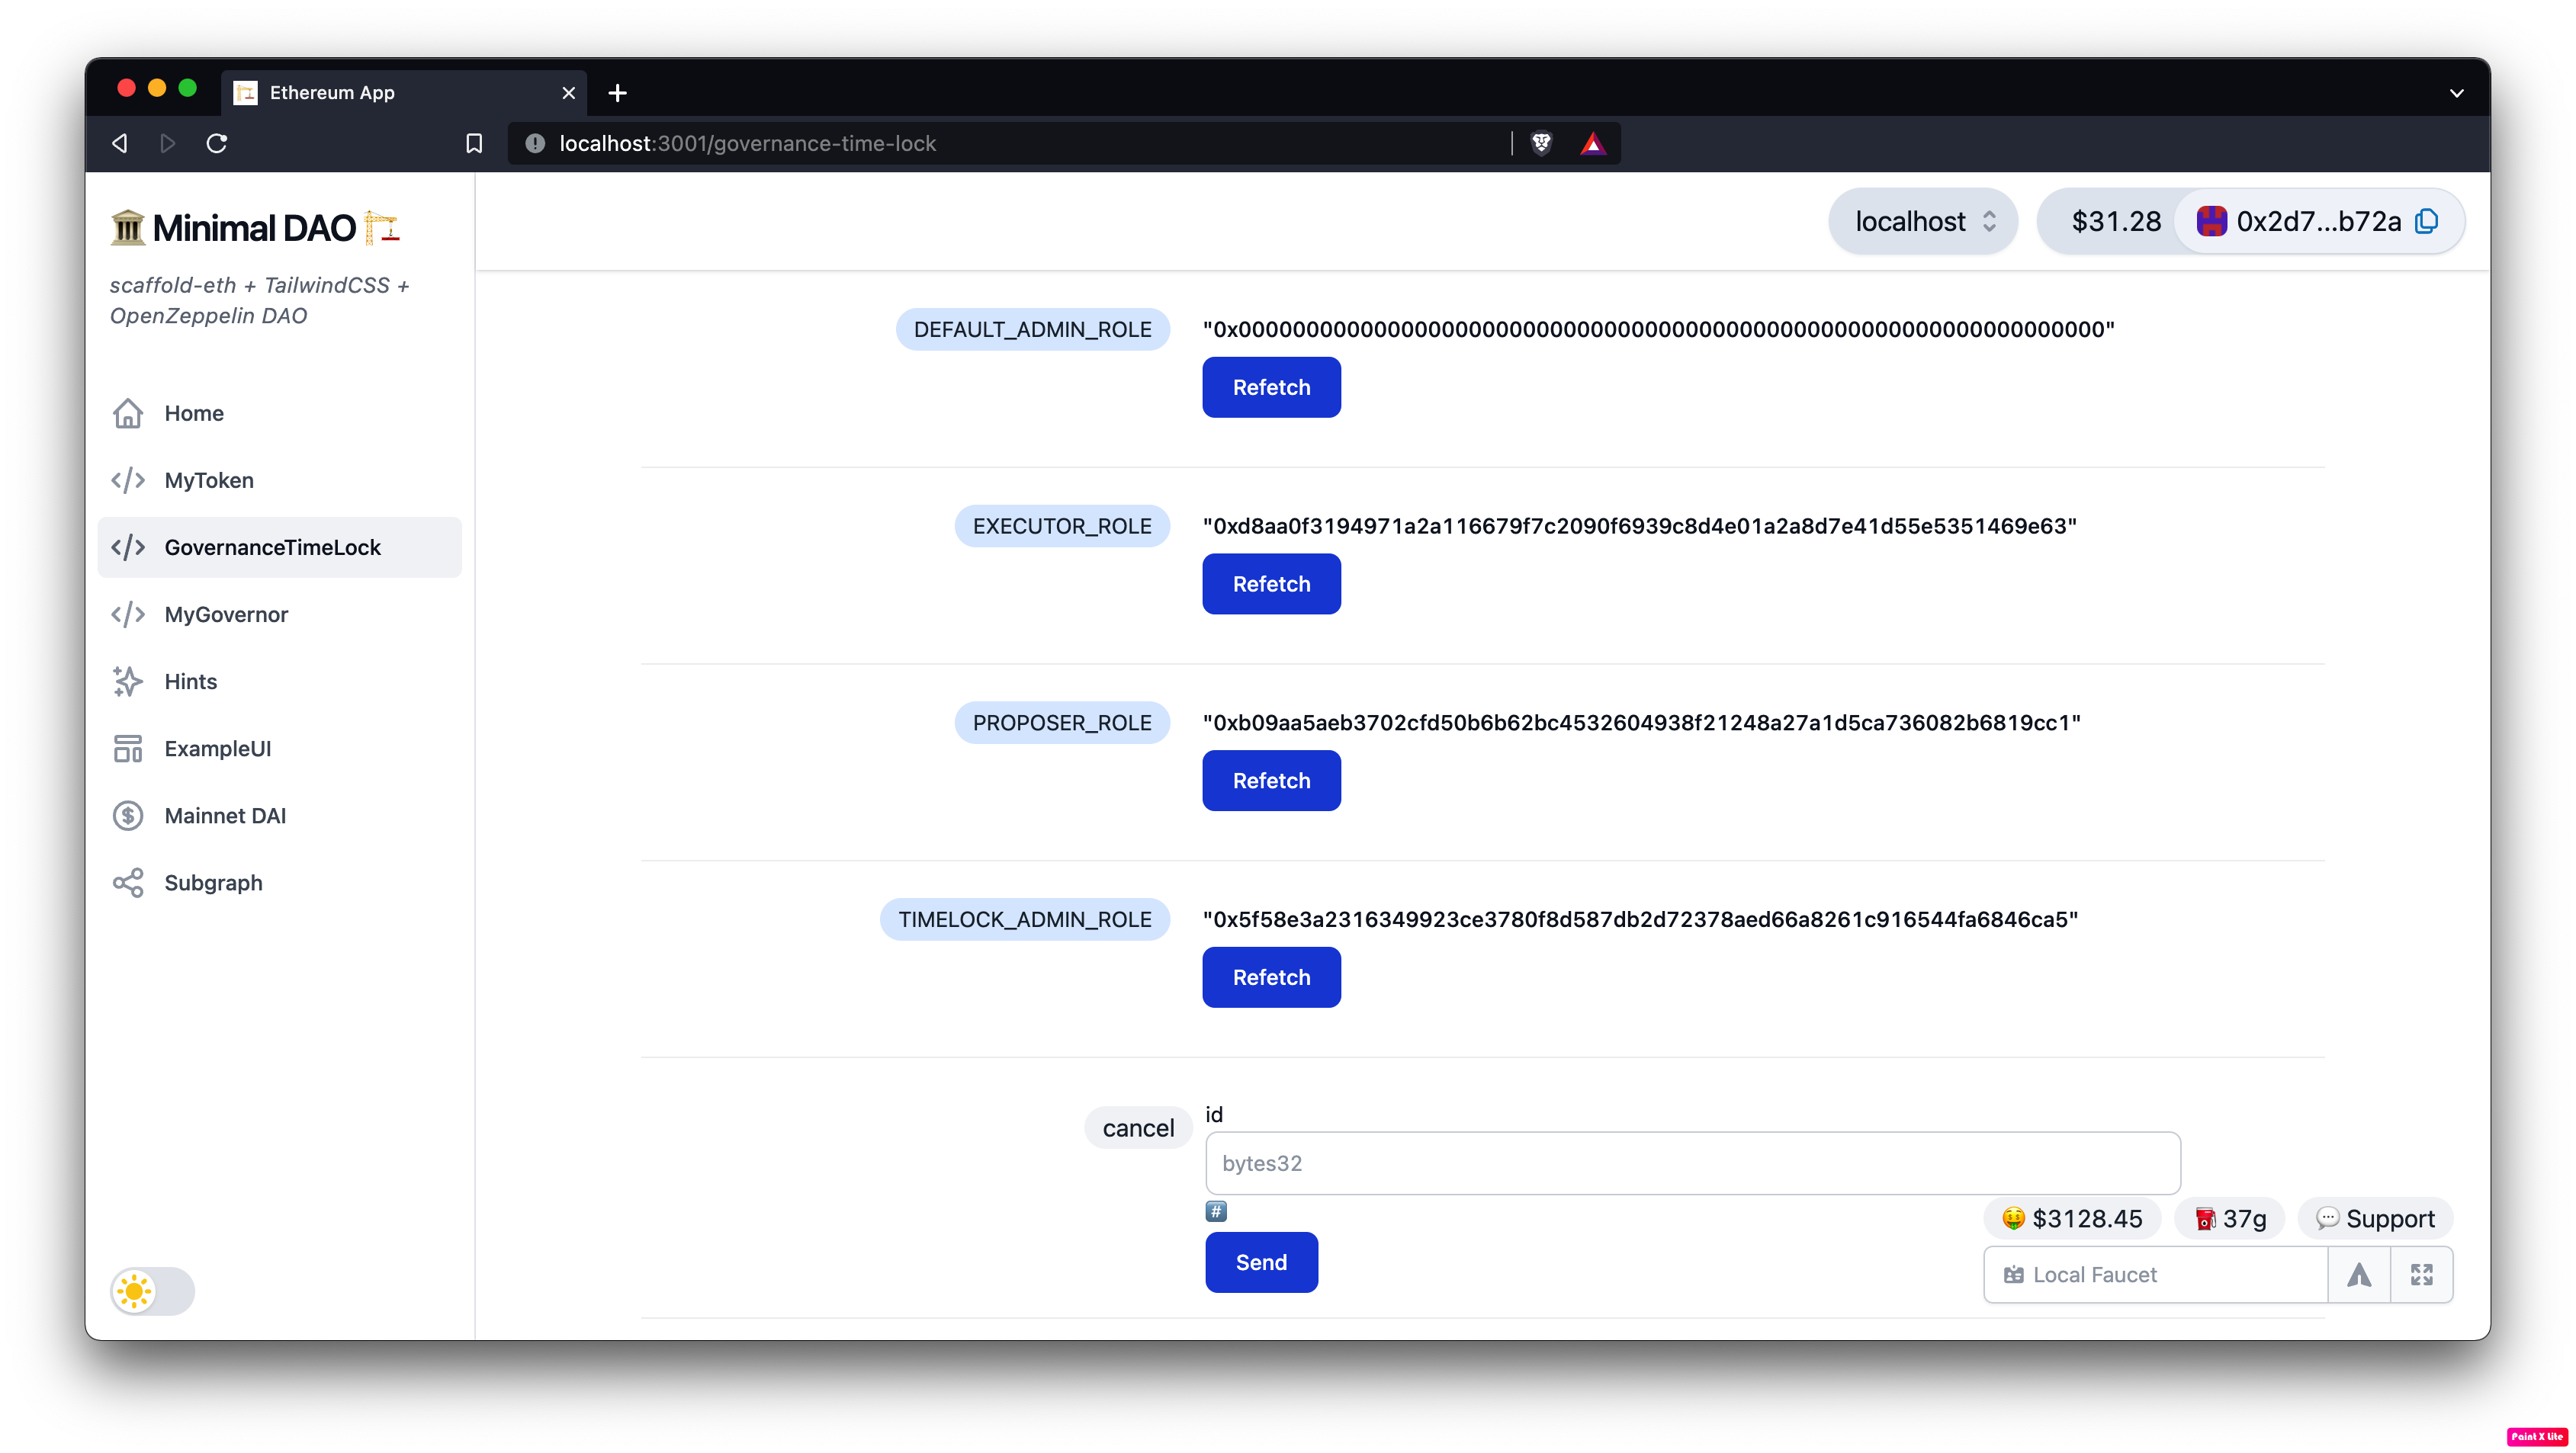 Ethereum App
localhost:3001/governance-time-lock
Minimal DAO
scaffold-eth + TailwindCSS +
OpenZeppelin DAO
Home
MyToken
GovernanceTimeLock
MyGovernor
Hints
ExampleUI
Mainnet DAI
Subgraph
localhost
$31.28
0x2d7...b72a
DEFAULT_ADMIN_ROLE
"0x0000000000000000000000000000000000000000000000000000000000000000"
Refetch
EXECUTOR_ROLE
"0xd8aa0f3194971a2a116679f7c2090f6939c8d4e01a2a8d7e41d55e5351469e63"
Refetch
PROPOSER_ROLE
"0xb09aa5aeb3702cfd50b6b62bc4532604938f21248a27a1d5ca736082b6819cc1"
Refetch
TIMELOCK_ADMIN_ROLE
"0x5f58e3a2316349923ce3780f8d587db2d72378aed66a8261c916544fa6846ca5"
Refetch
cancel
id
bytes32
#
Send
$3128.45
37g
Support
Local Faucet
Paint X Lite